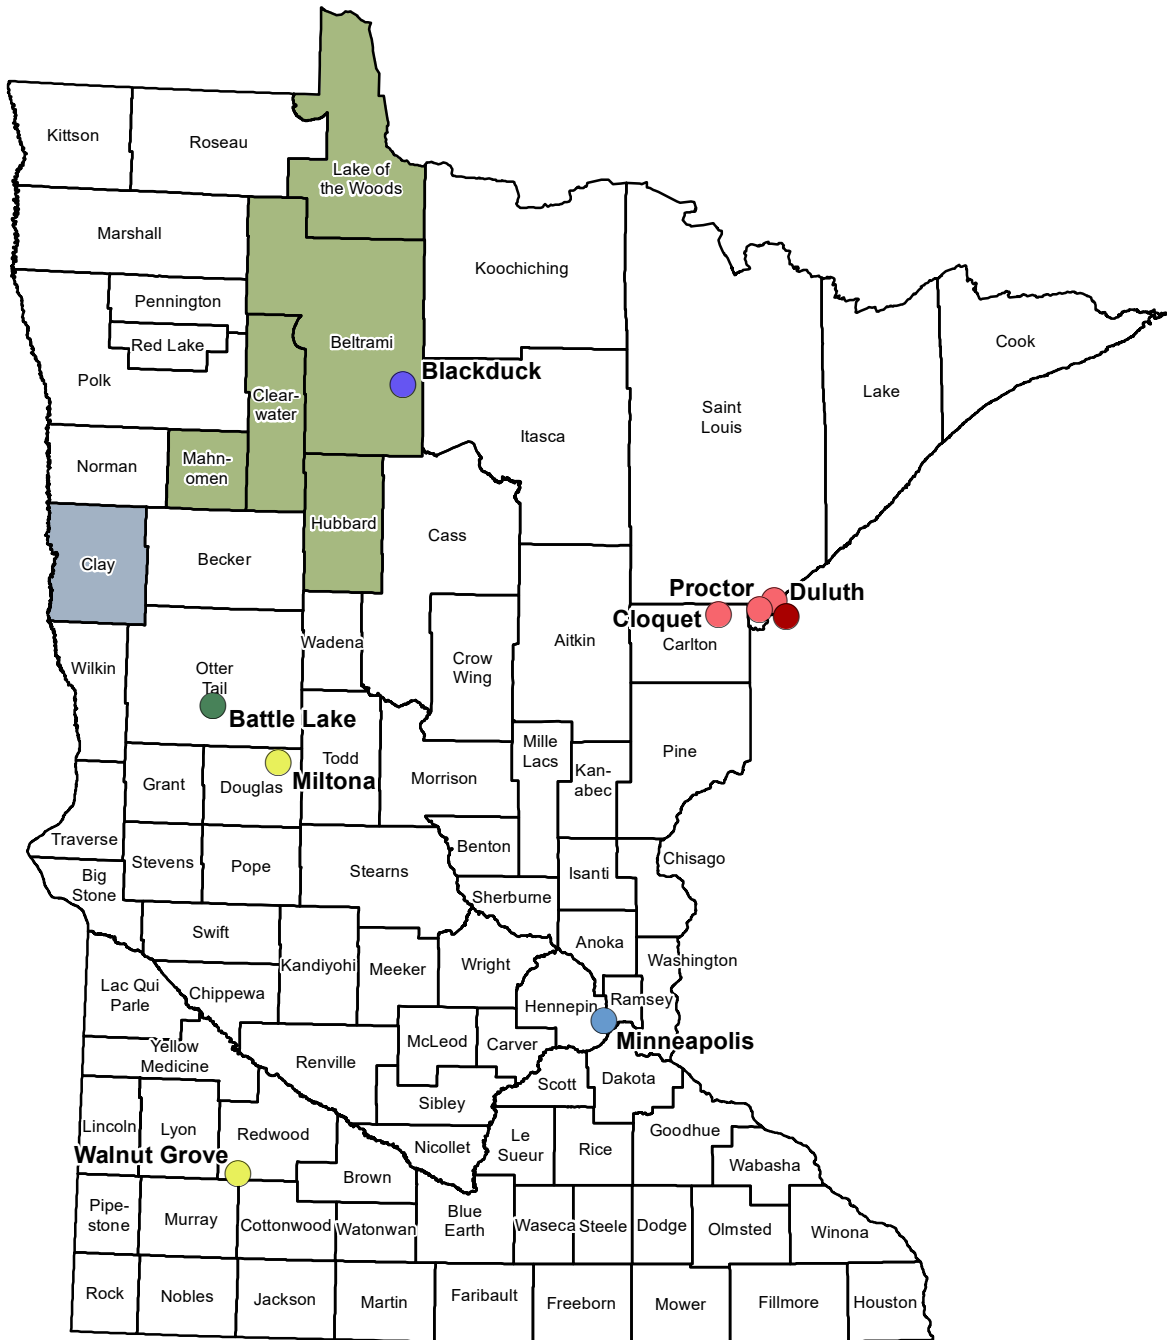 Kittson
Roseau
Lake of
the Woods
Marshall
Koochiching
Pennington
Red Lake
Beltrami
Cook
Polk
Blackduck
Clear-
water
Lake
Saint
Louis
Itasca
Norman
Mahn-
omen
Hubbard
Cass
Clay
Becker
Proctor
Duluth
Cloquet
Carlton
Wadena
Aitkin
Wilkin
Otter
Tail
Crow
Wing
Battle Lake
Mille
Lacs
Pine
Todd
Miltona
Grant
Douglas
Morrison
Kan-
abec
Traverse
Benton
Chisago
Stevens
Pope
Stearns
Isanti
Big
Stone
Sherburne
Swift
Anoka
Kandiyohi
Meeker
Wright
Washington
Lac Qui
Parle
Chippewa
Hennepin
Ramsey
Minneapolis
Yellow
Medicine
Renville
McLeod
Carver
Scott
Dakota
Sibley
Lincoln
Lyon
Redwood
Goodhue
Le
Sueur
Rice
Walnut Grove
Nicollet
Brown
Wabasha
Pipe-
stone
Murray
Cottonwood
Watonwan
Blue
Earth
Waseca
Steele
Dodge
Olmsted
Winona
Rock
Nobles
Jackson
Martin
Faribault
Freeborn
Mower
Fillmore
Houston